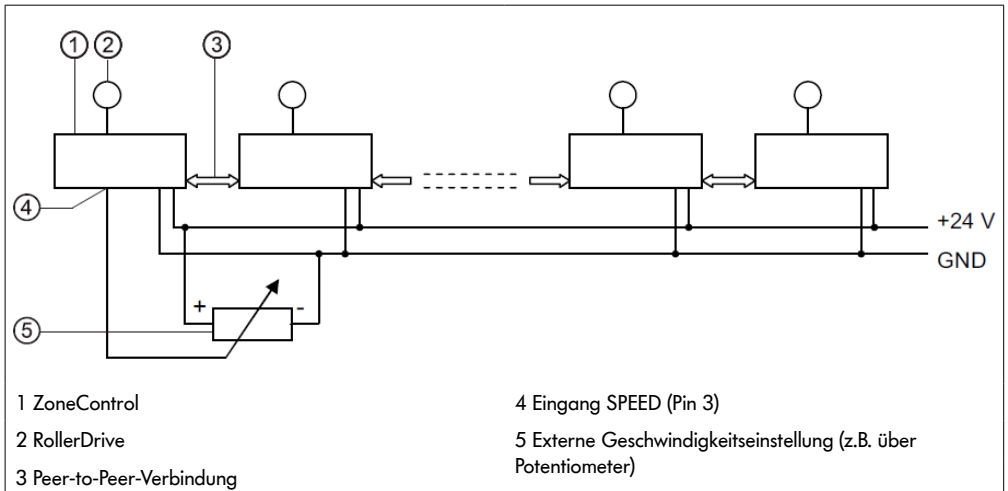 1 2 3
4
+24 V
GND
+ -
5
1 ZoneControl
2 RollerDrive
3 Peer-to-Peer-Verbindung
4 Eingang SPEED (Pin 3)
5 Externe Geschwindigkeitseinstellung (z.B. über
Potentiometer)